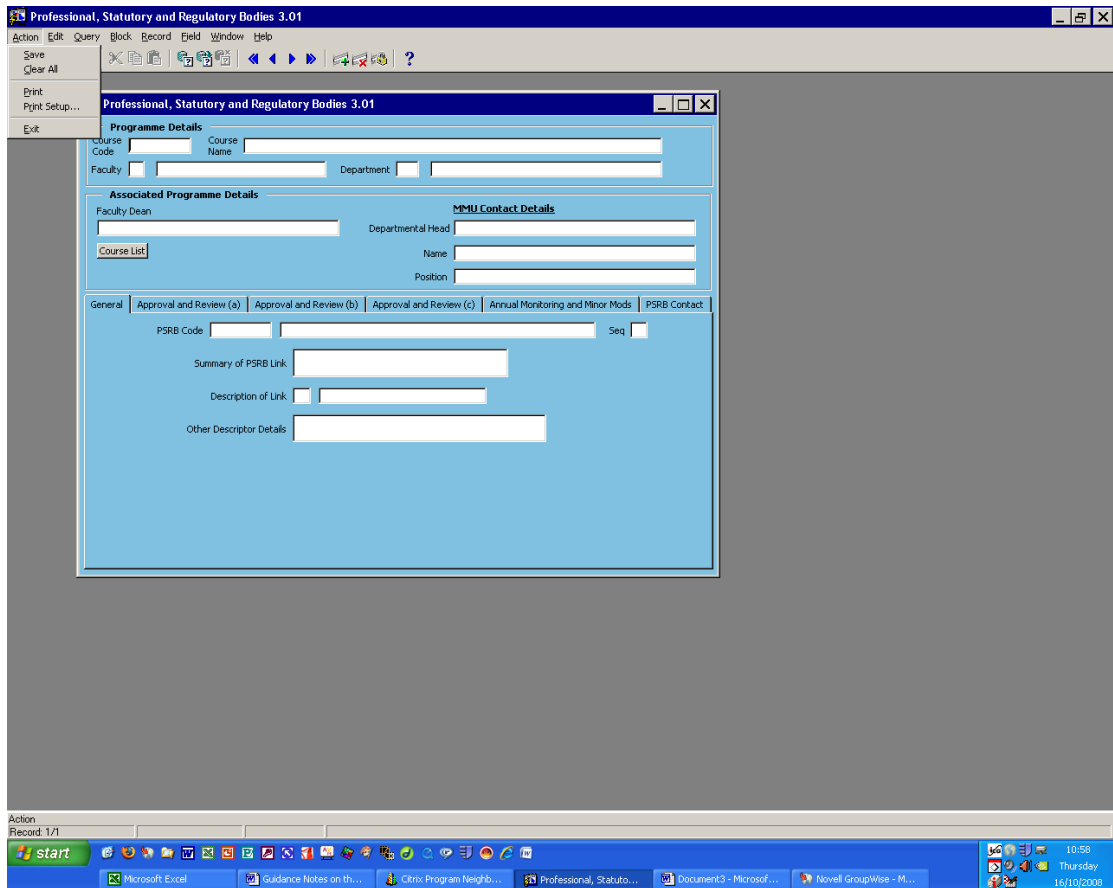 Professional, Statutory and Regulatory Bodies 3.01
Action Edit Query Block Record Field Window Help
Save
Clear All
Print
Print Setup...
Exit
Professional, Statutory and Regulatory Bodies 3.01
Programme Details
Course Code
Course Name
Faculty
Department
Associated Programme Details
Faculty Dean
MMU Contact Details
Departmental Head
Course List
Name
Position
General Approval and Review (a) Approval and Review (b) Approval and Review (c) Annual Monitoring and Minor Mods PSRB Contact
PSRB Code
Seq
Summary of PSRB Link
Description of Link
Other Descriptor Details
Action
Record: 1/1
start
10:58
Thursday
16/10/2008
Microsoft Excel
Guidance Notes on th...
Citrix Program Neighb...
Professional, Statuto...
Document3 - Microsof...
Novell GroupWise - M...